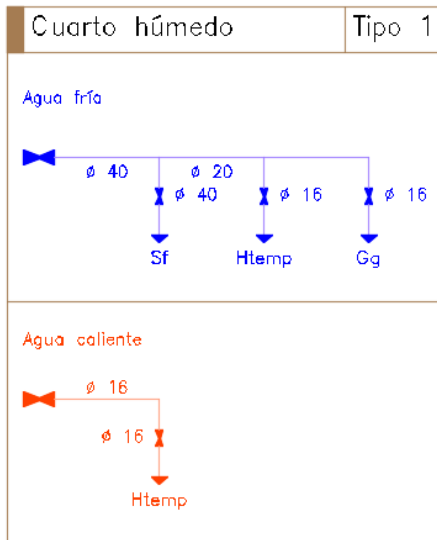 Cuarto húmedo Tipo 1
Agua fría
ø 40 ø 20
ø 40 ø 16 ø 16
Sf Htemp Gg
Agua caliente
ø 16
ø 16
Htemp